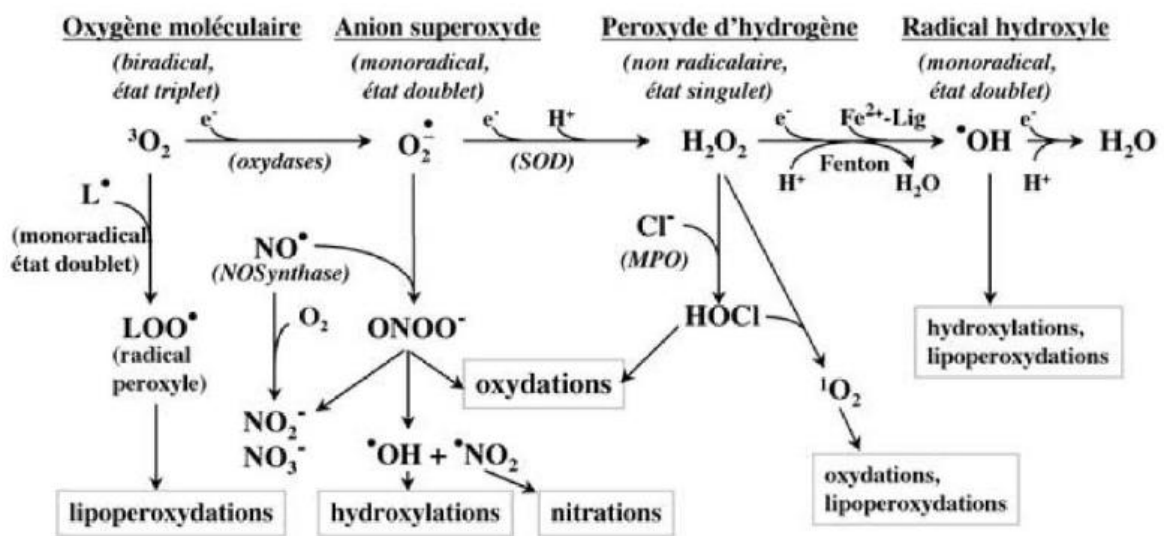 Oxygène moléculaire Anion superoxyde Peroxyde d'hydrogène Radical hydroxyle
(biradical, (monoradical, (non radicalaire, (monoradical,
état triplet) état doublet) état singulet) état doublet)
e⁻ e⁻ H⁺ e⁻ Fe²⁺-Lig e⁻
³O₂ O₂•⁻ H₂O₂ •OH H₂O
(oxydases) (SOD) H⁺ Fenton H₂O H⁺
L•
(monoradical
état doublet)
NO•
(NOSynthase)
Cl⁻
(MPO)
LOO•
(radical
peroxyle)
O₂
ONOO⁻
HOCl
hydroxylations,
lipoperoxydations
oxydations
¹O₂
NO₂⁻
NO₃⁻
•OH + •NO₂
oxydations,
lipoperoxydations
lipoperoxydations hydroxylations nitrations